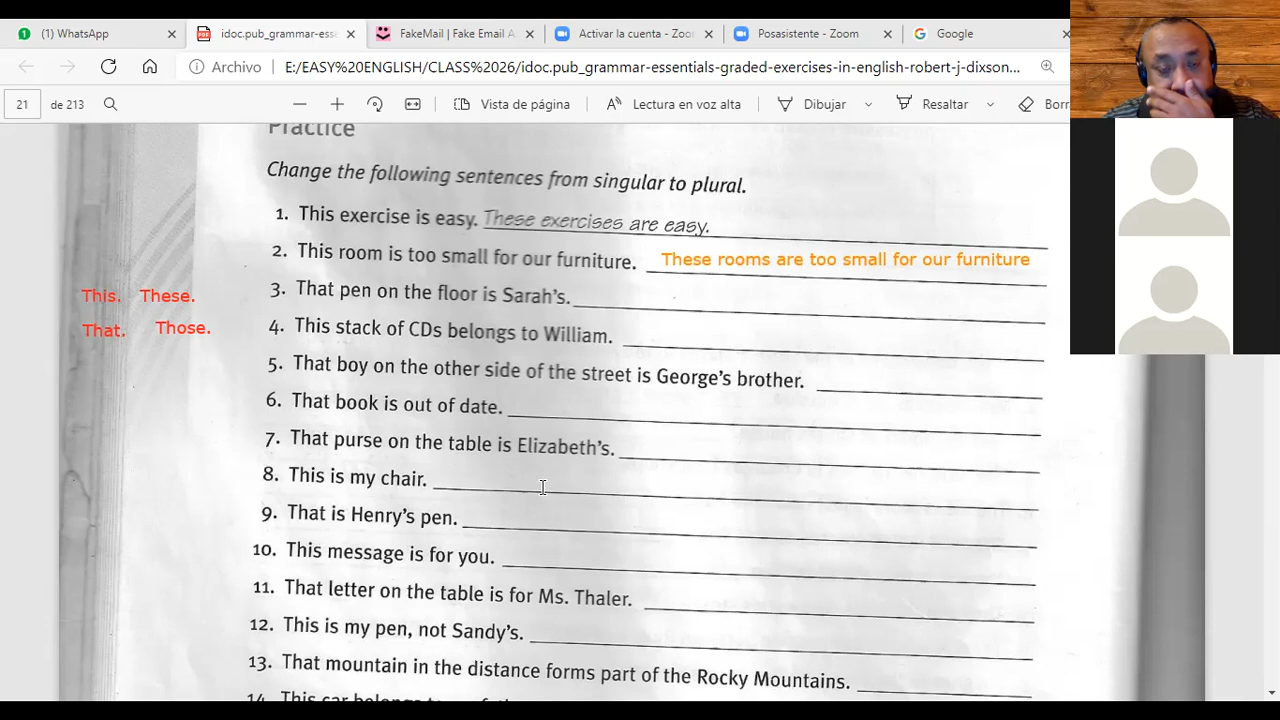 (1) WhatsApp
idoc.pub_grammar-esse
FakeMail | Fake Email A
Activar la cuenta - Zoo
Posasistente - Zoom
Google
Archivo
E:/EASY%20ENGLISH/CLASS%2026/idoc.pub_grammar-essentials-graded-exercises-in-english-robert-j-dixson...
21 de 213
Vista de página
Lectura en voz alta
Dibujar
Resaltar
Borr
Practice
Change the following sentences from singular to plural.
1. This exercise is easy. These exercises are easy.
2. This room is too small for our furniture. These rooms are too small for our furniture
This. These.
3. That pen on the floor is Sarah's.
That. Those.
4. This stack of CDs belongs to William.
5. That boy on the other side of the street is George's brother.
6. That book is out of date.
7. That purse on the table is Elizabeth's.
8. This is my chair.
9. That is Henry's pen.
10. This message is for you.
11. That letter on the table is for Ms. Thaler.
12. This is my pen, not Sandy's.
13. That mountain in the distance forms part of the Rocky Mountains.
14. This car belongs